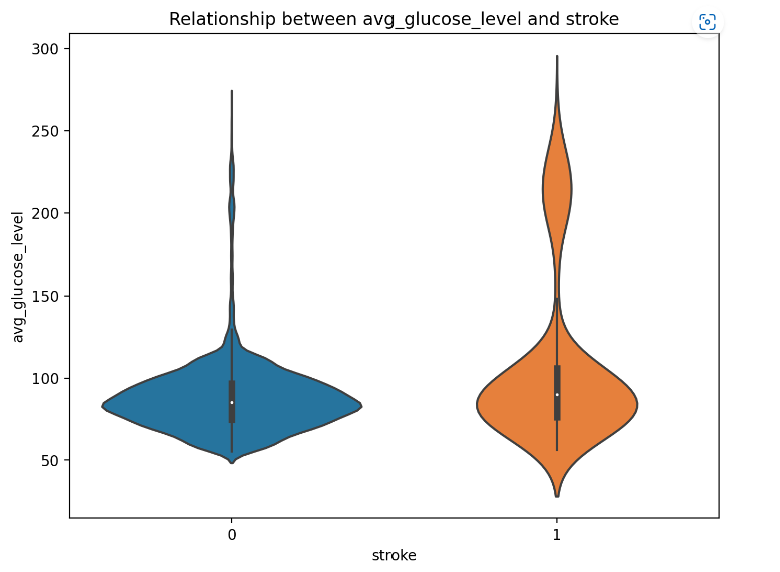 Relationship between avg_glucose_level and stroke
300
250
200
150
100
50
avg_glucose_level
0
1
stroke